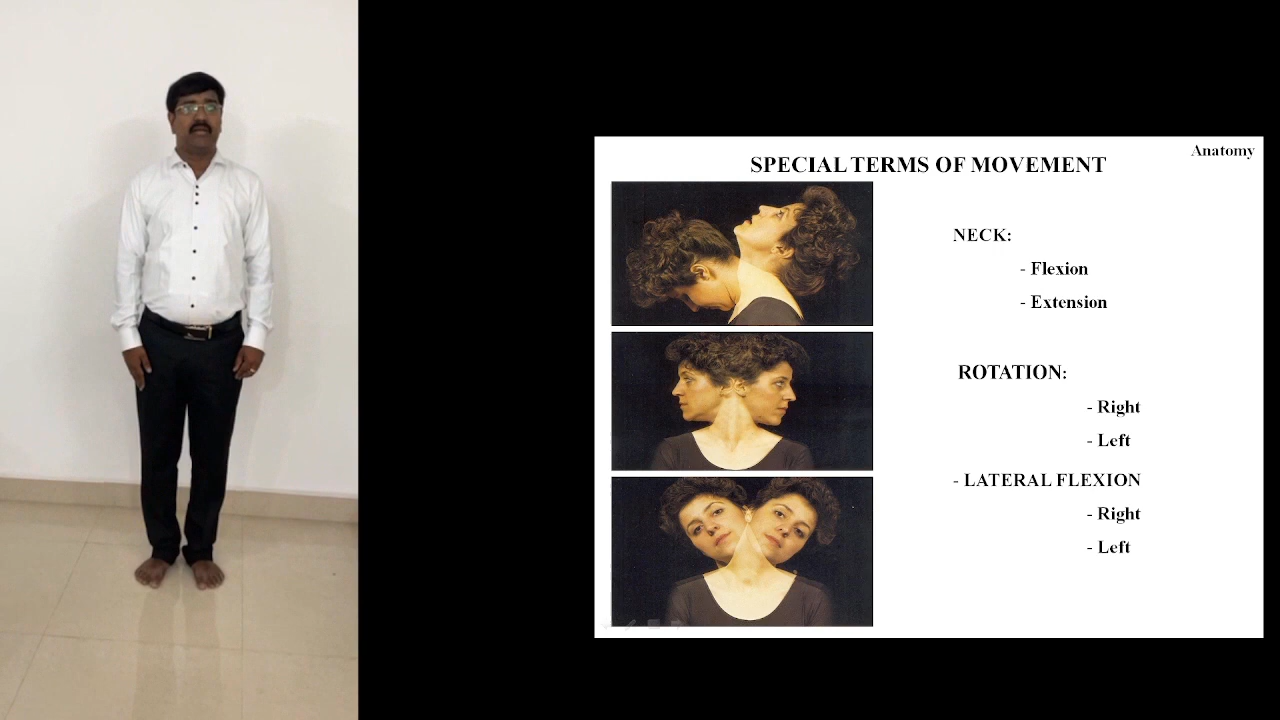 Anatomy
SPECIAL TERMS OF MOVEMENT
NECK:
- Flexion
- Extension
ROTATION:
- Right
- Left
- LATERAL FLEXION
- Right
- Left